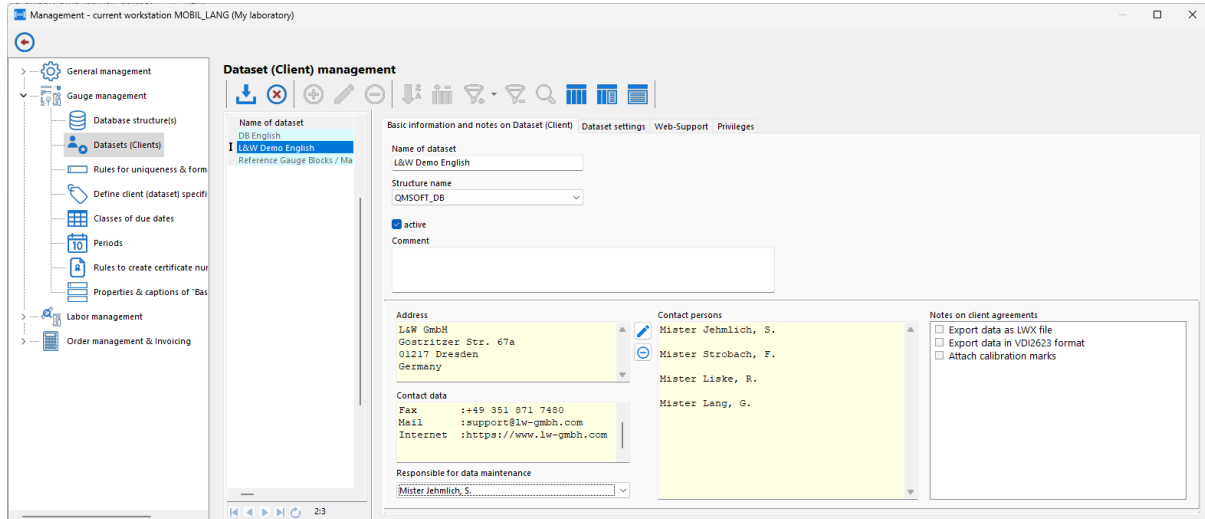 Management - current workstation MOBIL_LANG (My laboratory)
General management
Gauge management
Database structure(s)
Datasets (Clients)
Rules for uniqueness & form
Define client (dataset) specifi
Classes of due dates
10 Periods
Rules to create certificate nur
Properties & captions of "Bas
Labor management
Order management & Invoicing
Dataset (Client) management
Name of dataset
DB English
L&W Demo English
Reference Gauge Blocks / Ma
2:3
Basic information and notes on Dataset (Client) Dataset settings Web-Support Privileges
Name of dataset
L&W Demo English
Structure name
QMSOFT_DB
active
Comment
Address
L&W GmbH
Gostritzer Str. 67a
01217 Dresden
Germany
Contact data
Fax :+49 351 871 7480
Mail :support@lw-gmbh.com
Internet :https://www.lw-gmbh.com
Responsible for data maintenance
Mister Jehmlich, S.
Contact persons
Mister Jehmlich, S.
Mister Strobach, F.
Mister Liske, R.
Mister Lang, G.
Notes on client agreements
Export data as LWX file
Export data in VDI2623 format
Attach calibration marks